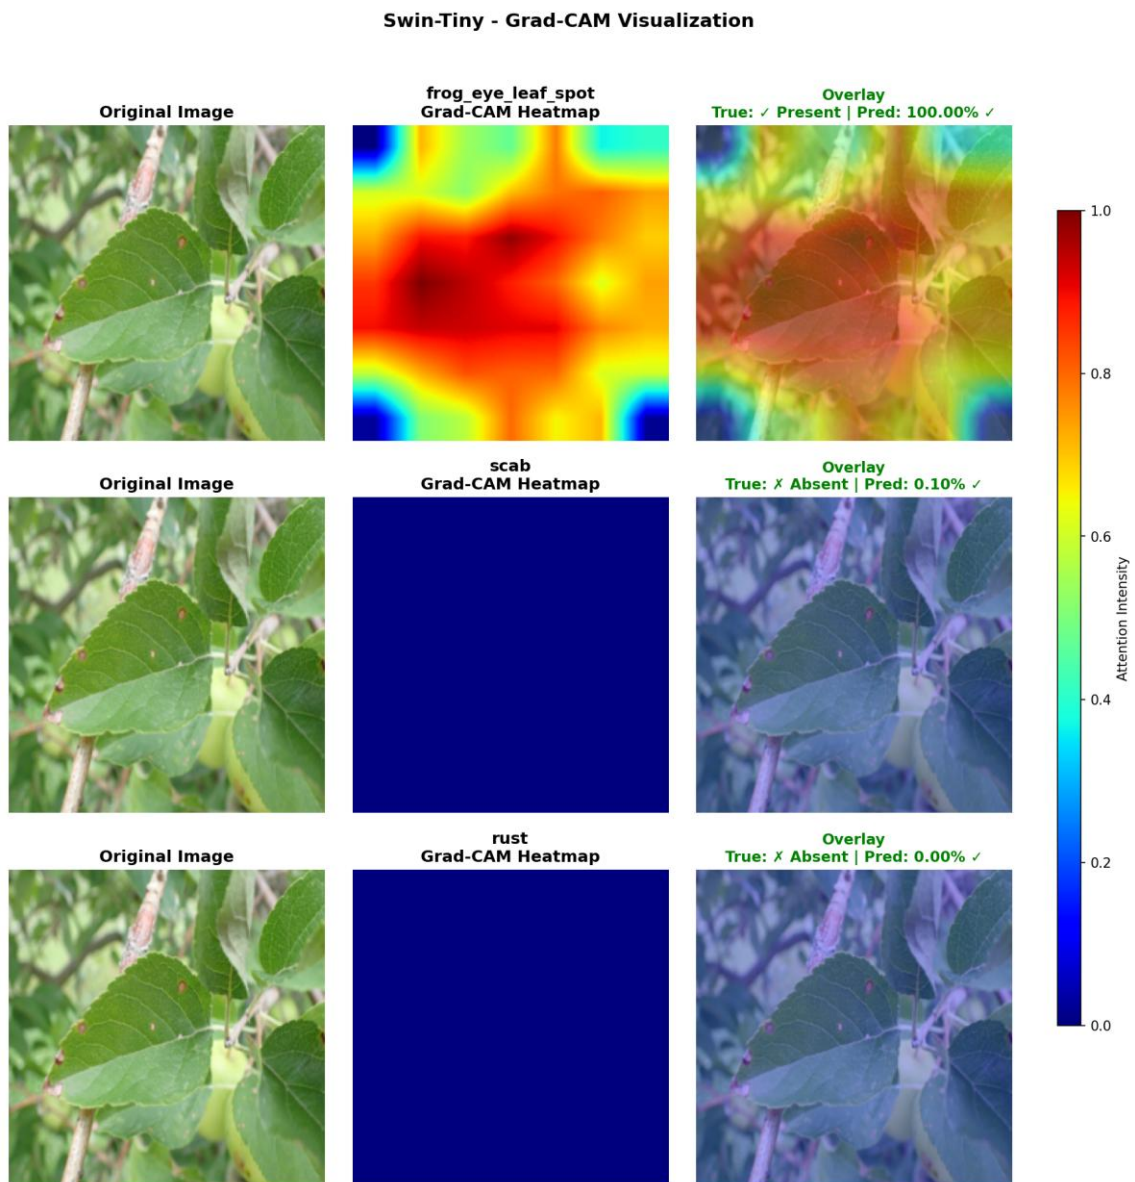 Swin-Tiny - Grad-CAM Visualization
Original Image
frog_eye_leaf_spot
Grad-CAM Heatmap
Overlay
True: ✓ Present | Pred: 100.00% ✓
Original Image
scab
Grad-CAM Heatmap
Overlay
True: ✗ Absent | Pred: 0.10% ✓
Original Image
rust
Grad-CAM Heatmap
Overlay
True: ✗ Absent | Pred: 0.00% ✓
1.0
0.8
0.6
0.4
0.2
0.0
Attention Intensity